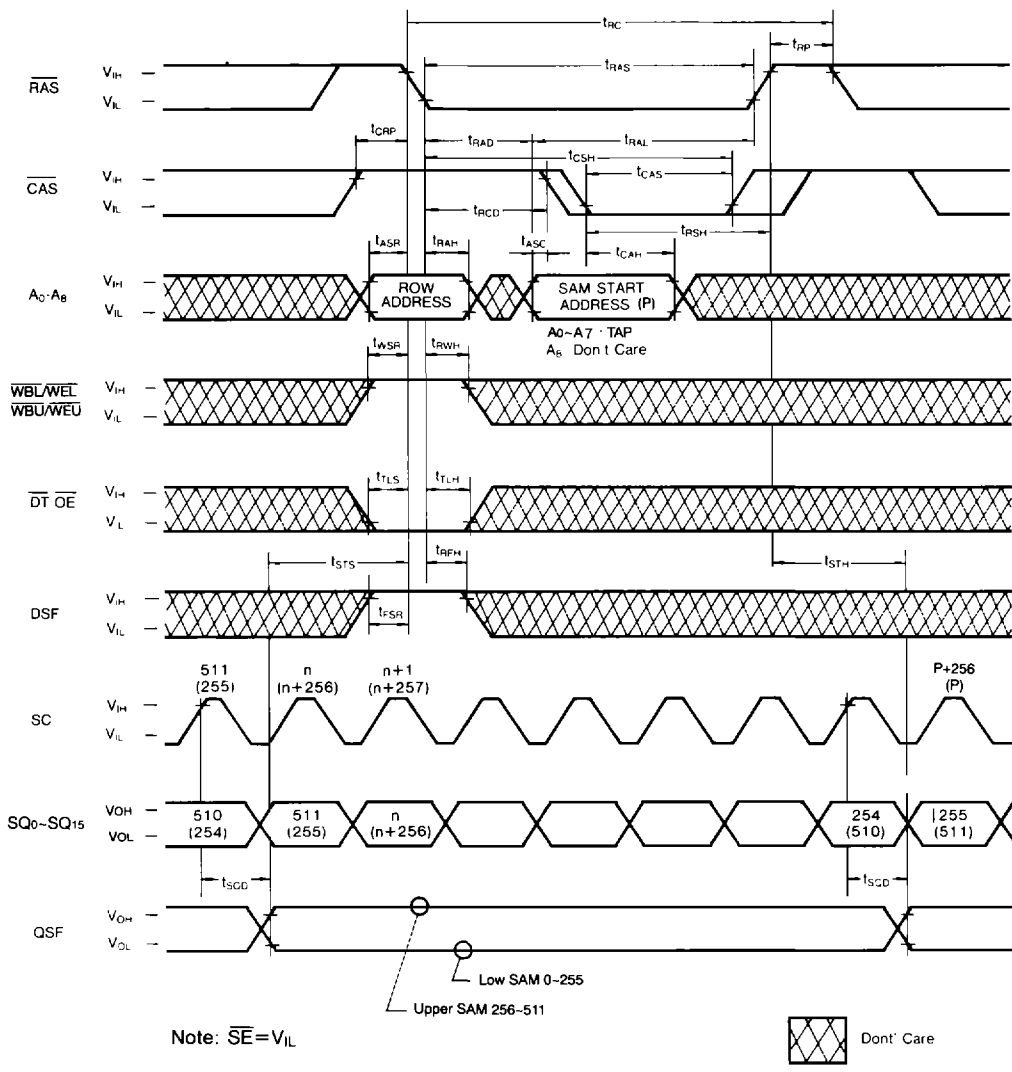 tRC
tRP
RAS VIH
VIL
tRAS
tCRP tRAD tRAL
tCSH
CAS VIH
VIL
tCAS
tRCD tRSH
tASR tRAH tASC tCAH
A0·A8 VIH
VIL
ROW ADDRESS
SAM START ADDRESS (P)
A0~A7 · TAP
A8 Don t Care
tWSR tRWH
WBL/WEL VIH
WBU/WEU VIL
tTLS tTLH
DT OE VIH
VIL
tSTS tRFH tSTH
DSF VIH
VIL
tFSR
511 n n+1 P+256
(255) (n+256) (n+257) (P)
SC VIH
VIL
SQ0~SQ15 VOH
VOL
510 511 n 254 255
(254) (255) (n+256) (510) (511)
tSQD tSQD
QSF VOH
VOL
Low SAM 0~255
Upper SAM 256~511
Note: SE=VIL
Dont' Care